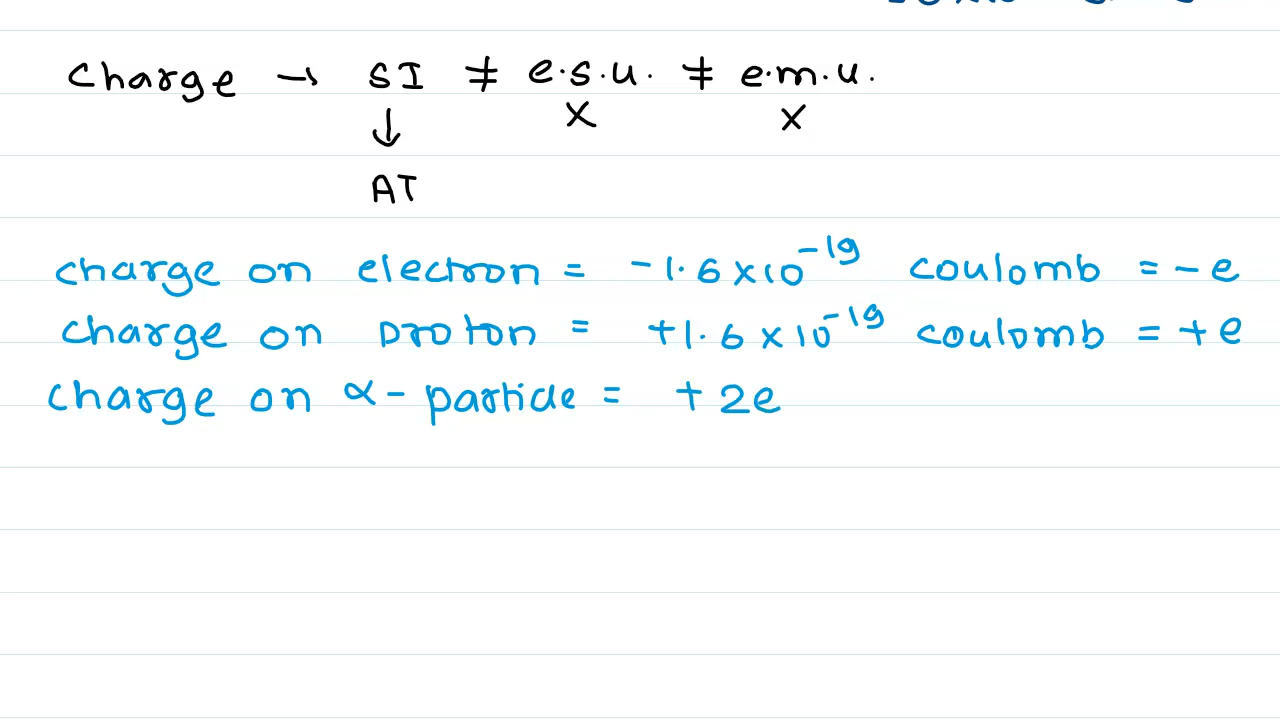 Charge → SI ≠ e.s.u. ≠ e.m.u.
↓ X X
AT
charge on electron = -1.6×10⁻¹⁹ coulomb = -e
charge on proton = +1.6×10⁻¹⁹ coulomb = +e
charge on α-particle = +2e